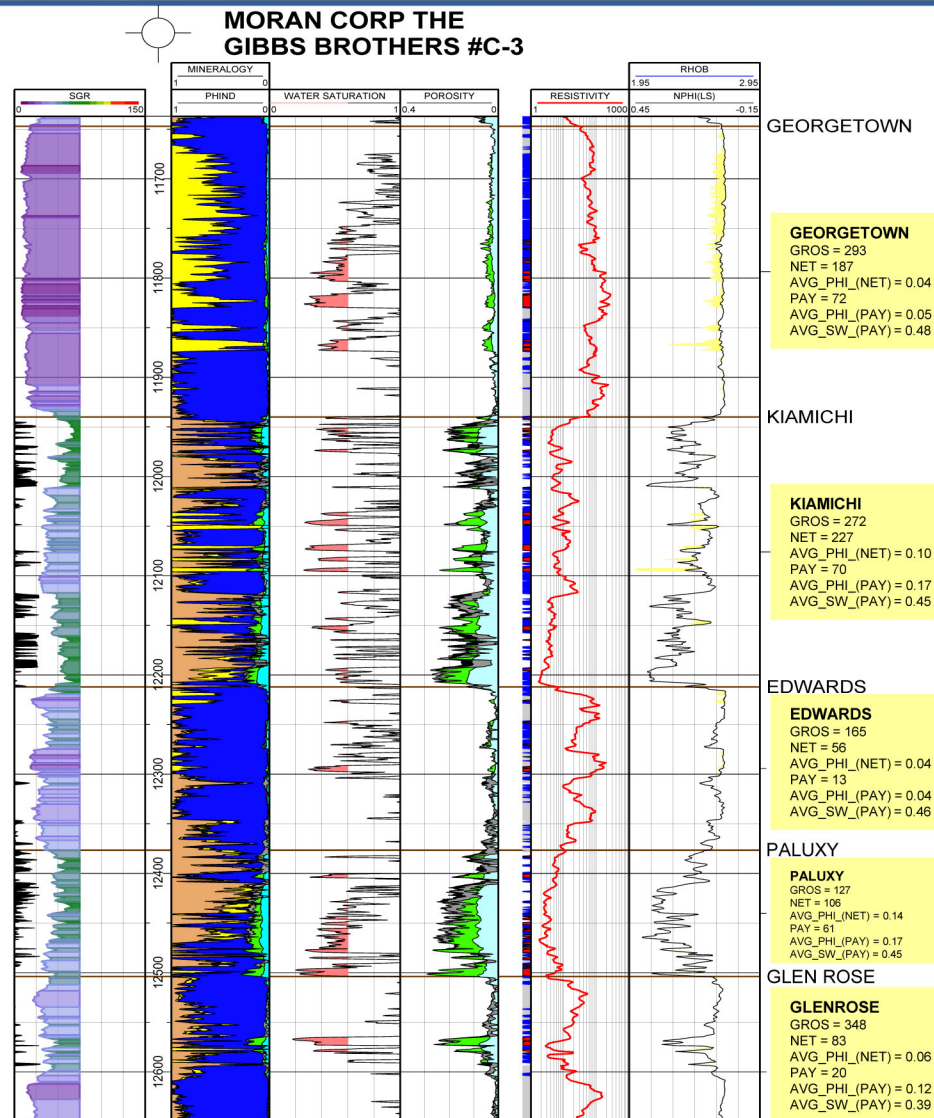 MORAN CORP THE
GIBBS BROTHERS #C-3
MINERALOGY
1 0
RHOB
1.95 2.95
SGR
0 150
PHIND
1 0
WATER SATURATION
0 1
POROSITY
0.4 0
RESISTIVITY
1 1000
NPHI(LS)
0.45 -0.15
GEORGETOWN
11700
GEORGETOWN
GROS = 293
NET = 187
AVG_PHI_(NET) = 0.04
PAY = 72
AVG_PHI_(PAY) = 0.05
AVG_SW_(PAY) = 0.48
11800
11900
KIAMICHI
12000
KIAMICHI
GROS = 272
NET = 227
AVG_PHI_(NET) = 0.10
PAY = 70
AVG_PHI_(PAY) = 0.17
AVG_SW_(PAY) = 0.45
12100
12200
EDWARDS
EDWARDS
GROS = 165
NET = 56
AVG_PHI_(NET) = 0.04
PAY = 13
AVG_PHI_(PAY) = 0.04
AVG_SW_(PAY) = 0.46
12300
PALUXY
12400
PALUXY
GROS = 127
NET = 106
AVG_PHI_(NET) = 0.14
PAY = 61
AVG_PHI_(PAY) = 0.17
AVG_SW_(PAY) = 0.45
12500
GLEN ROSE
GLENROSE
GROS = 348
NET = 83
AVG_PHI_(NET) = 0.06
PAY = 20
AVG_PHI_(PAY) = 0.12
AVG_SW_(PAY) = 0.39
12600